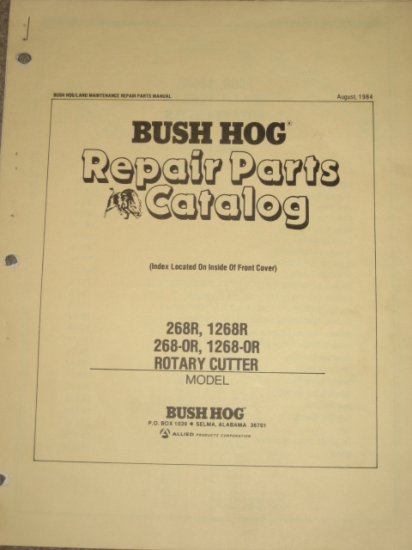 BUSH HOG/LAND MAINTENANCE REPAIR PARTS MANUAL
August, 1984
BUSH HOG®
Repair Parts
Catalog
(Index Located On Inside Of Front Cover)
268R, 1268R
268-OR, 1268-OR
ROTARY CUTTER
MODEL
BUSH HOG
P.O. BOX 1039 SELMA, ALABAMA 36701
ALLIED PRODUCTS CORPORATION